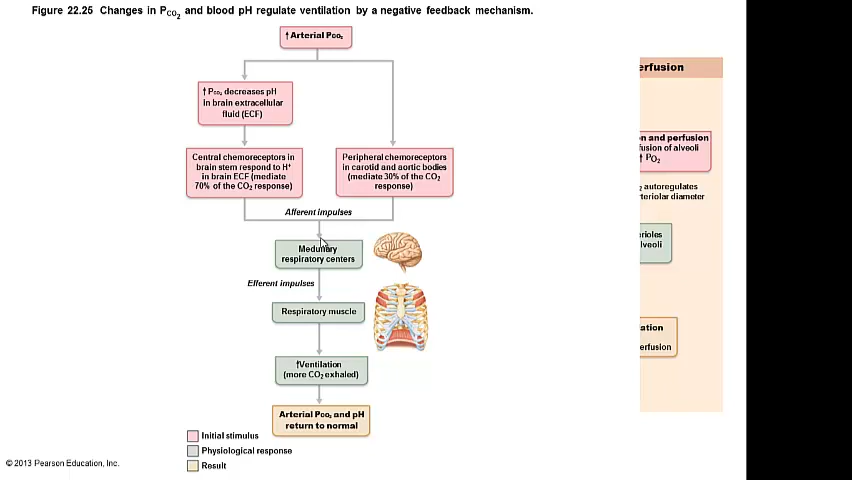 Figure 22.25 Changes in PCO2 and blood pH regulate ventilation by a negative feedback mechanism.
↑ Arterial PCO2
↑ PCO2 decreases pH
in brain extracellular
fluid (ECF)
Central chemoreceptors in
brain stem respond to H+
in brain ECF (mediate
70% of the CO2 response)
Peripheral chemoreceptors
in carotid and aortic bodies
(mediate 30% of the CO2
response)
Afferent impulses
Medullary
respiratory centers
Efferent impulses
Respiratory muscle
↑Ventilation
(more CO2 exhaled)
Arterial PCO2 and pH
return to normal
Initial stimulus
Physiological response
Result
© 2013 Pearson Education, Inc.
erfusion
on and perfusion
fusion of alveoli
↑ PO2
2 autoregulates
rteriolar diameter
rioles
lveoli
ation
erfusion